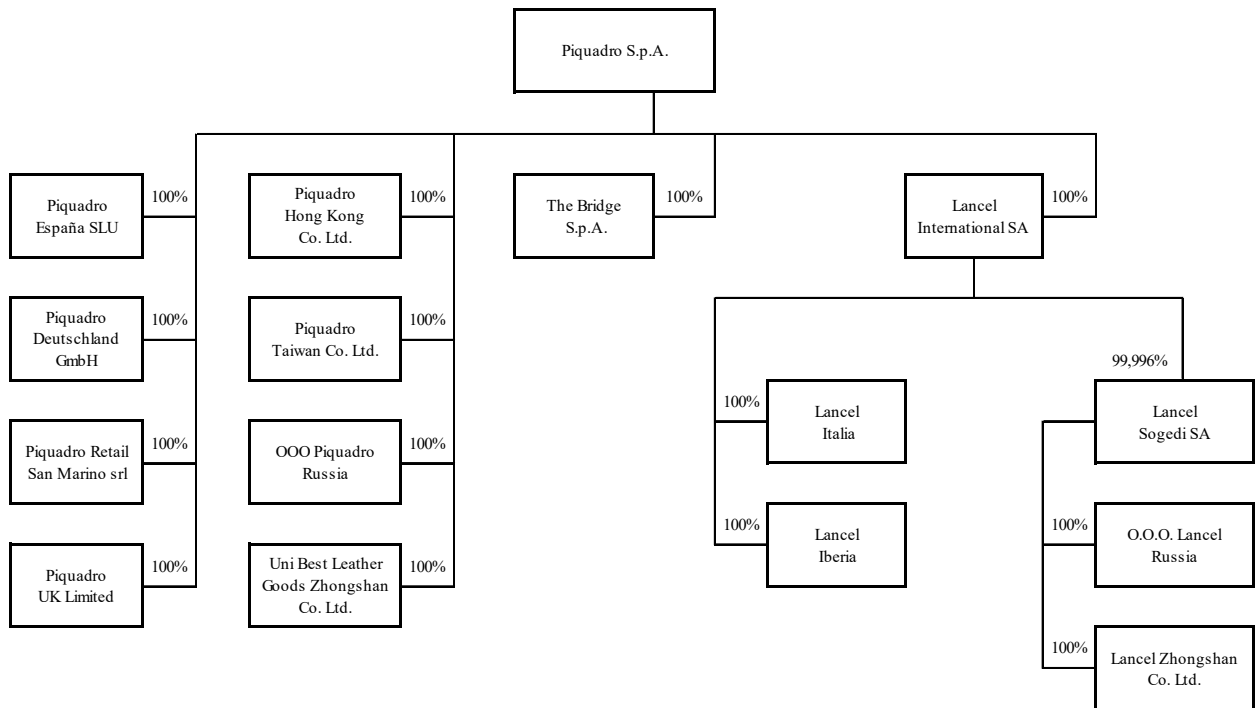 Piquadro S.p.A.
Piquadro
España SLU
100%
Piquadro
Hong Kong
Co. Ltd.
100%
The Bridge
S.p.A.
100%
Lancel
International SA
100%
Piquadro
Deutschland
GmbH
100%
Piquadro
Taiwan Co. Ltd.
100%
99,996%
100%
Lancel
Italia
Lancel
Sogedi SA
Piquadro Retail
San Marino srl
100%
OOO Piquadro
Russia
100%
100%
Lancel
Iberia
100%
O.O.O. Lancel
Russia
Piquadro
UK Limited
100%
Uni Best Leather
Goods Zhongshan
Co. Ltd.
100%
100%
Lancel Zhongshan
Co. Ltd.